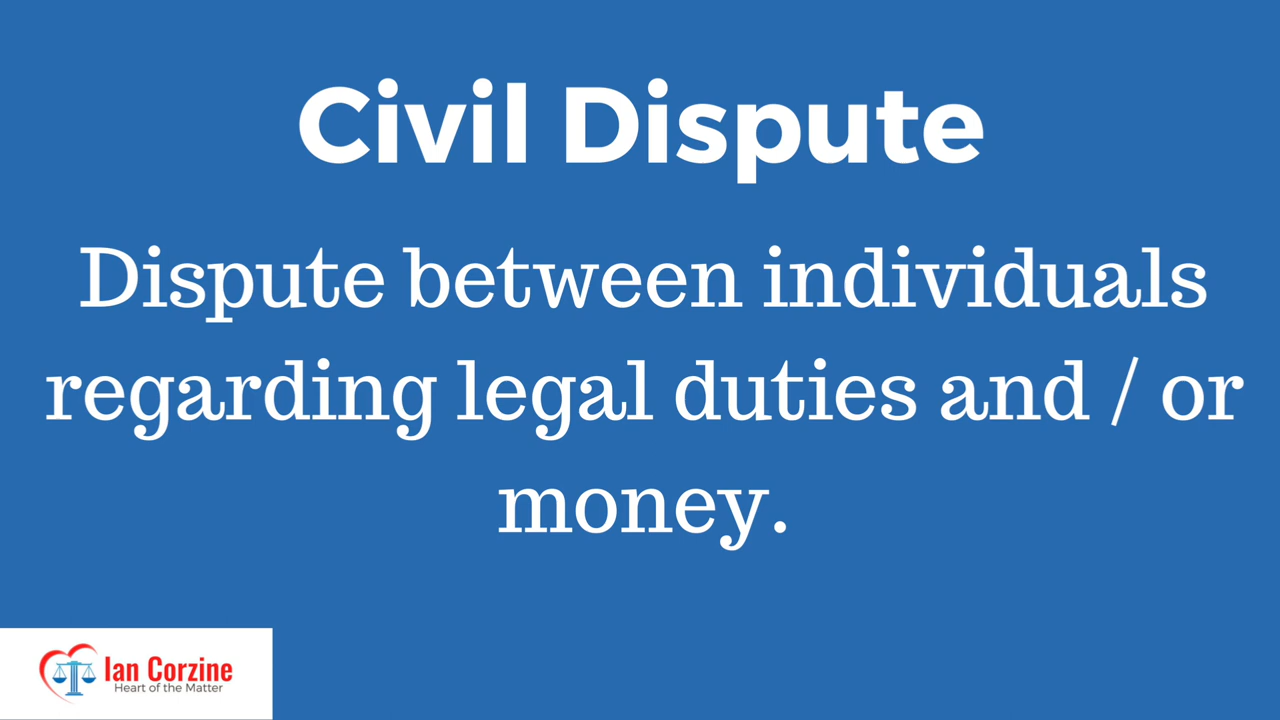 Civil Dispute
Dispute between individuals
regarding legal duties and / or
money.
Ian Corzine
Heart of the Matter